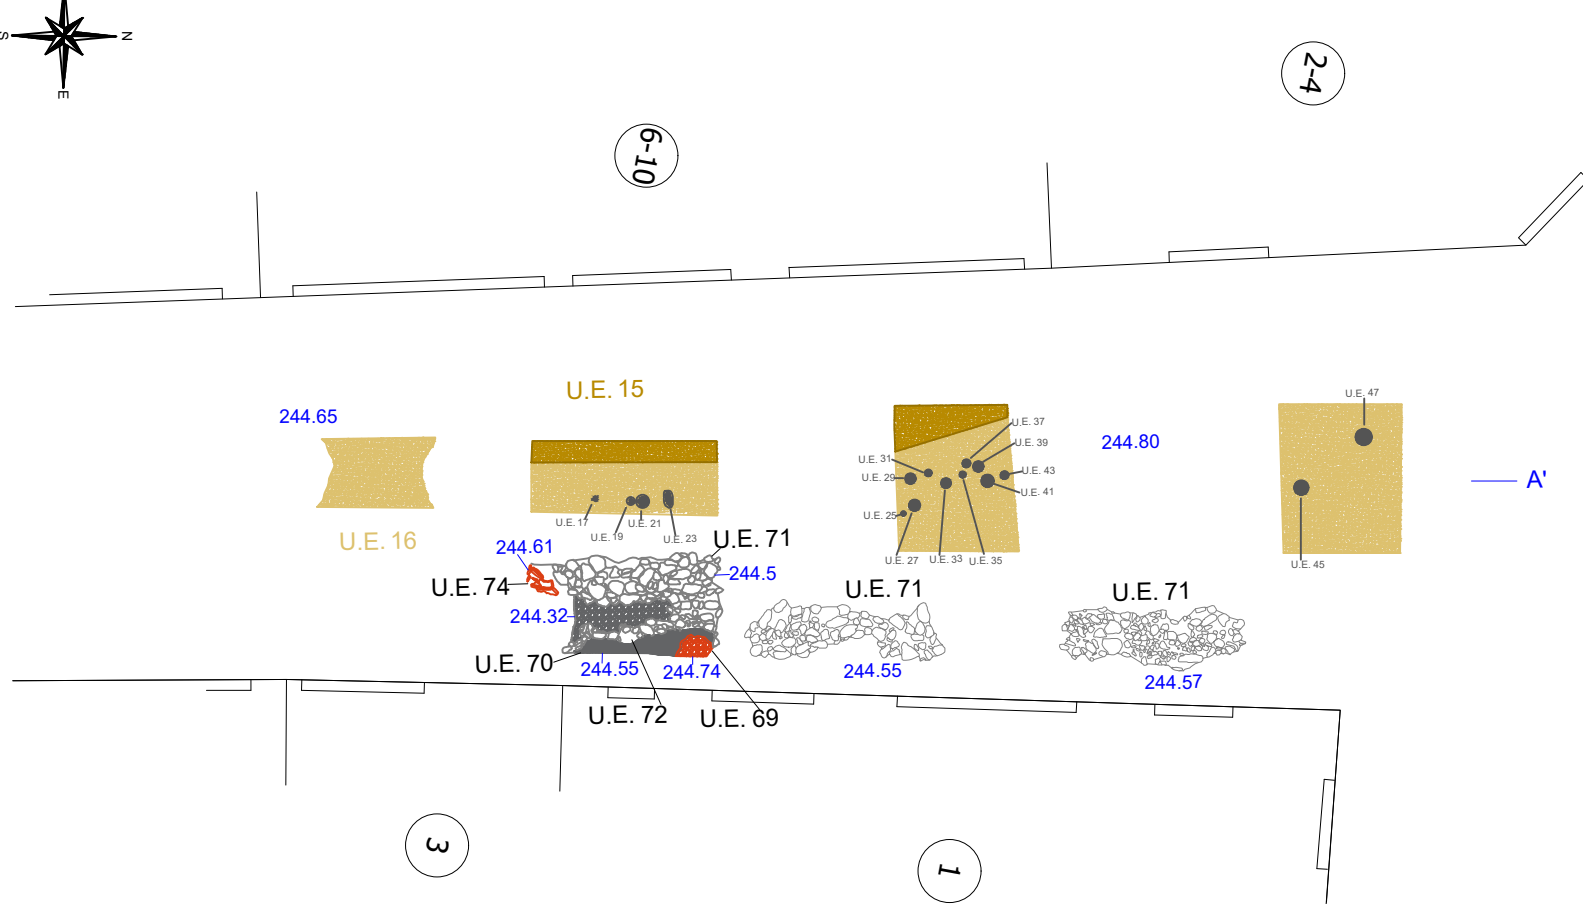 S
N
E
2-4
6-10
U.E. 15
U.E. 47
244.65
U.E. 37
U.E. 39
244.80
U.E. 31
U.E. 29
U.E. 43
U.E. 41
A'
U.E. 25
U.E. 17
U.E. 21
U.E. 19
U.E. 23
U.E. 16
U.E. 71
244.61
U.E. 27
U.E. 33
U.E. 35
U.E. 45
244.5
U.E. 74
U.E. 71
U.E. 71
244.32
U.E. 70
244.55
244.74
244.55
244.57
U.E. 72
U.E. 69
3
1